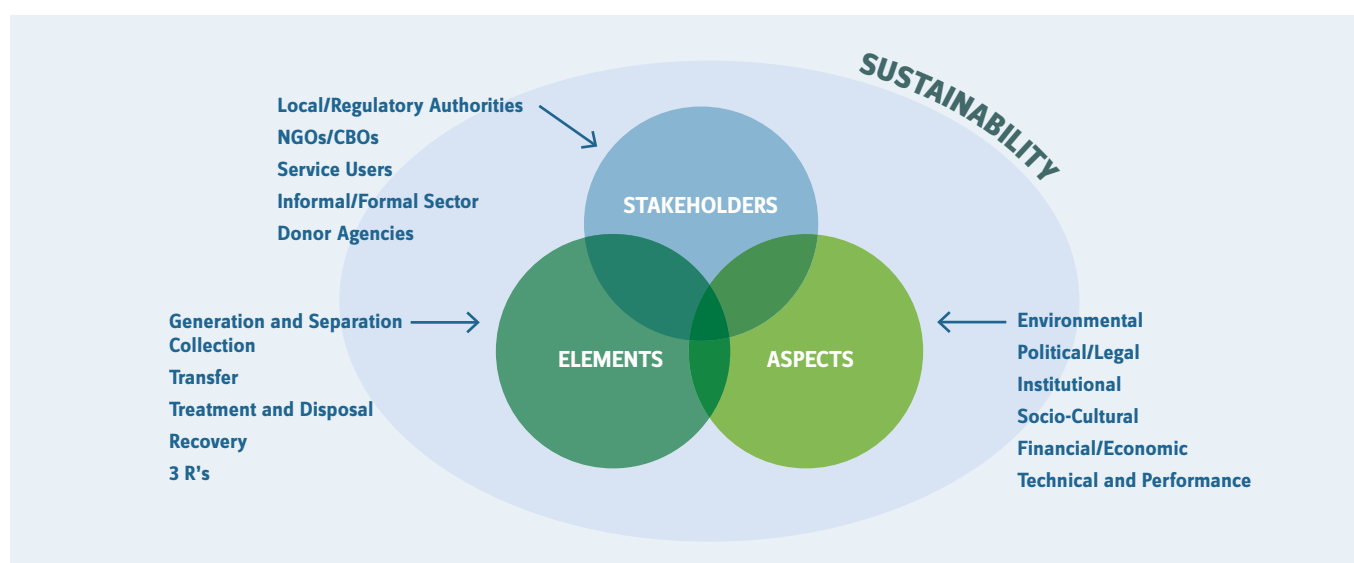 SUSTAINABILITY
Local/Regulatory Authorities
NGOs/CBOs
Service Users
Informal/Formal Sector
Donor Agencies
STAKEHOLDERS
Generation and Separation
Collection
Transfer
Treatment and Disposal
Recovery
3 R's
ELEMENTS
ASPECTS
Environmental
Political/Legal
Institutional
Socio-Cultural
Financial/Economic
Technical and Performance